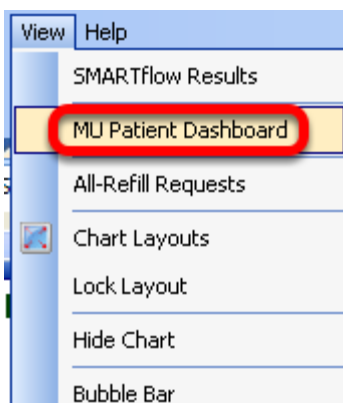 View Help
SMARTflow Results
MU Patient Dashboard
All-Refill Requests
Chart Layouts
Lock Layout
Hide Chart
Bubble Bar